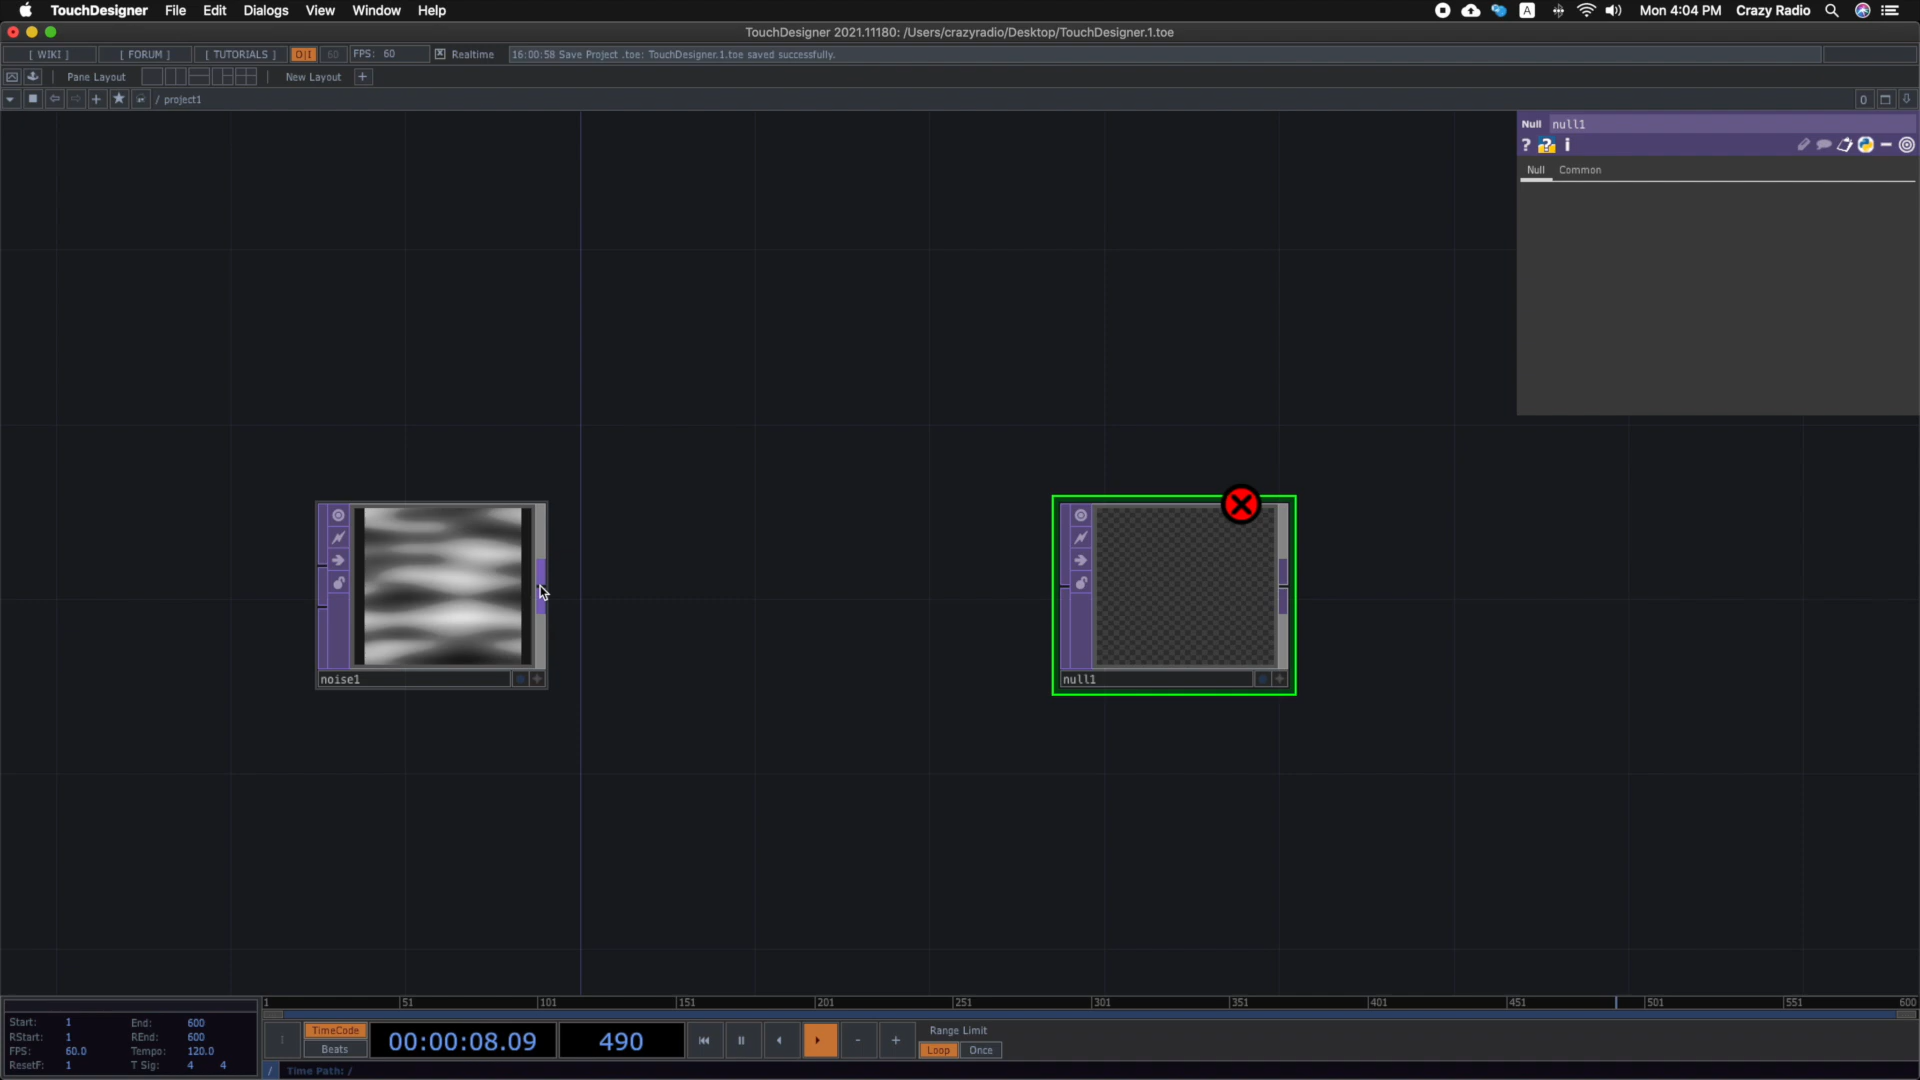 TouchDesigner File Edit Dialogs View Window Help A Mon 4:04 PM Crazy Radio
TouchDesigner 2021.11180: /Users/crazyradio/Desktop/TouchDesigner.1.toe
[ WIKI ] [ FORUM ] [ TUTORIALS ] O|I 60 FPS: 60 Realtime 16:00:58 Save Project .toe: TouchDesigner.1.toe saved successfully.
Pane Layout New Layout +
/ project1 0
Null null1
? ? i
Null Common
noise1
null1
1 51 101 151 201 251 301 351 401 451 501 551 600
Start: 1 End: 600
RStart: 1 REnd: 600
FPS: 60.0 Tempo: 120.0
ResetF: 1 T Sig: 4 4
TimeCode
Beats
00:00:08.09 490 - +
Range Limit
Loop Once
/ Time Path: /